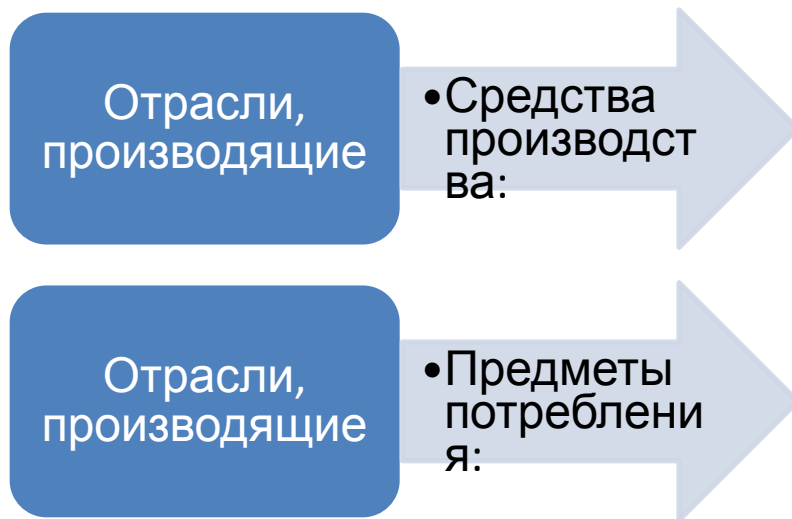 Отрасли,
производящие
•Средства
производст
ва:
Отрасли,
производящие
•Предметы
потреблени
я: